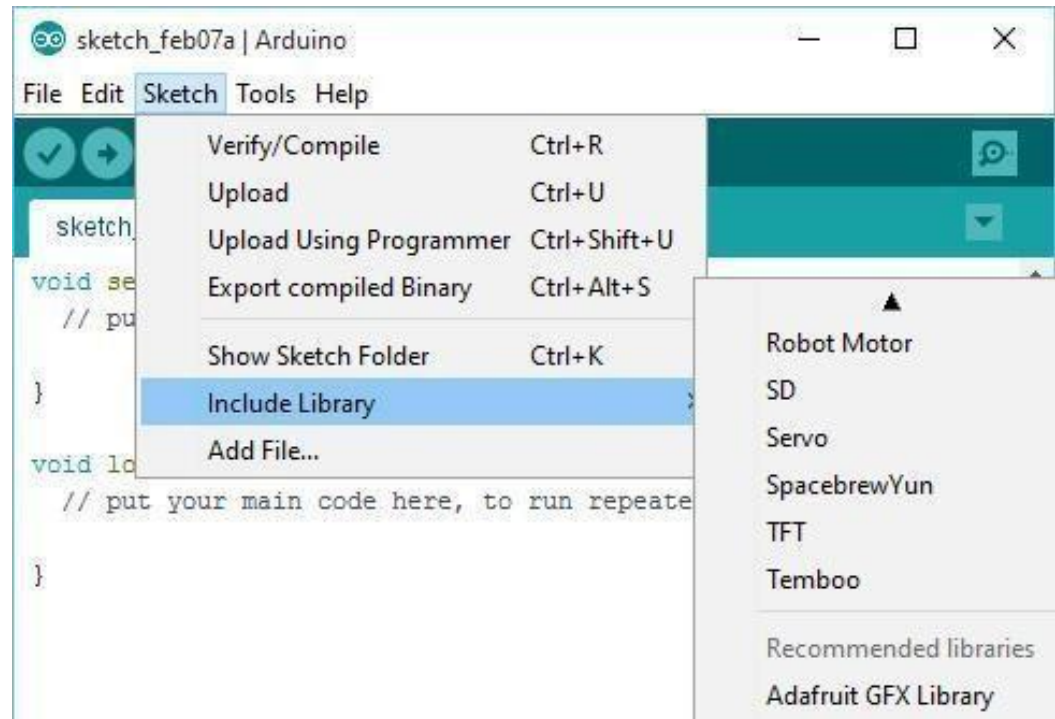 sketch_feb07a | Arduino
File Edit Sketch Tools Help
Verify/Compile Ctrl+R
Upload Ctrl+U
sketch_
Upload Using Programmer Ctrl+Shift+U
void se
Export compiled Binary Ctrl+Alt+S
// pu
Show Sketch Folder Ctrl+K
}
Include Library
Add File...
void lo
// put your main code here, to run repeate
}
Robot Motor
SD
Servo
SpacebrewYun
TFT
Temboo
Recommended libraries
Adafruit GFX Library